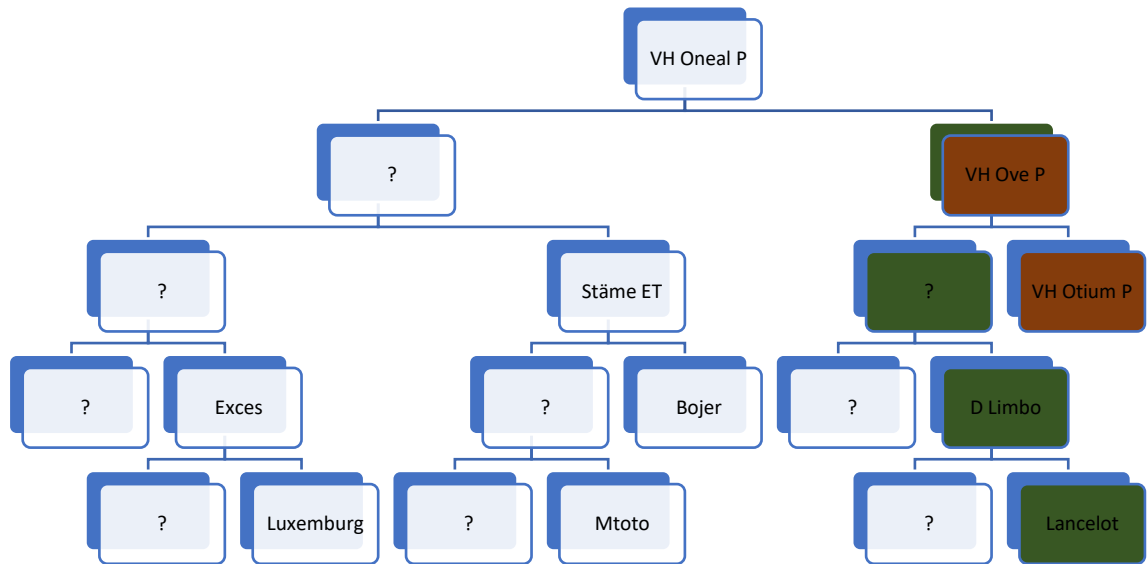 VH Oneal P
?
VH Ove P
?
Stäme ET
?
VH Otium P
?
Exces
?
Bojer
?
D Limbo
?
Luxemburg
?
Mtoto
?
Lancelot